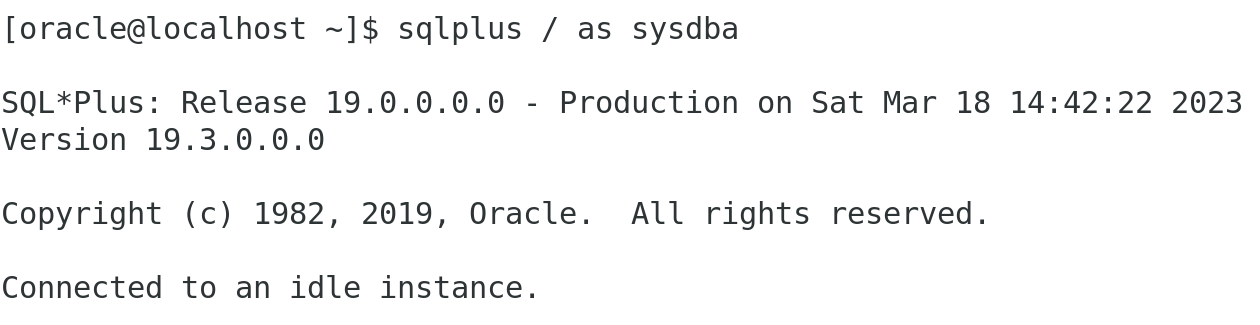 [oracle@localhost ~]$ sqlplus / as sysdba
SQL*Plus: Release 19.0.0.0.0 - Production on Sat Mar 18 14:42:22 2023
Version 19.3.0.0.0
Copyright (c) 1982, 2019, Oracle.  All rights reserved.
Connected to an idle instance.